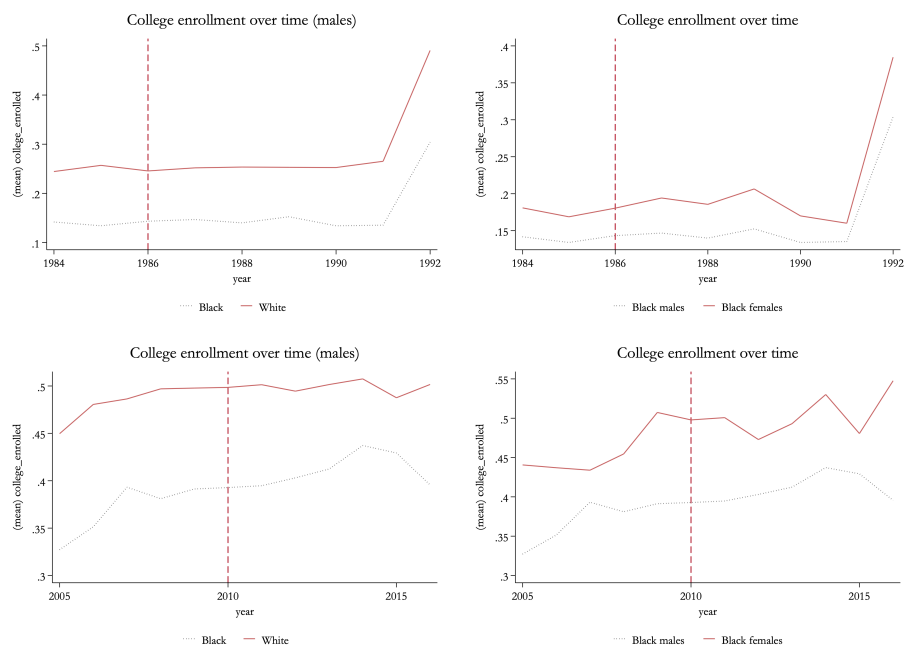 College enrollment over time (males)
(mean) college_enrolled
.5
.4
.3
.2
.1
1984 1986 1988 1990 1992
year
Black White
College enrollment over time
(mean) college_enrolled
.4
.35
.3
.25
.2
.15
1984 1986 1988 1990 1992
year
Black males Black females
College enrollment over time (males)
(mean) college_enrolled
.5
.45
.4
.35
.3
2005 2010 2015
year
Black White
College enrollment over time
(mean) college_enrolled
.55
.5
.45
.4
.35
.3
2005 2010 2015
year
Black males Black females